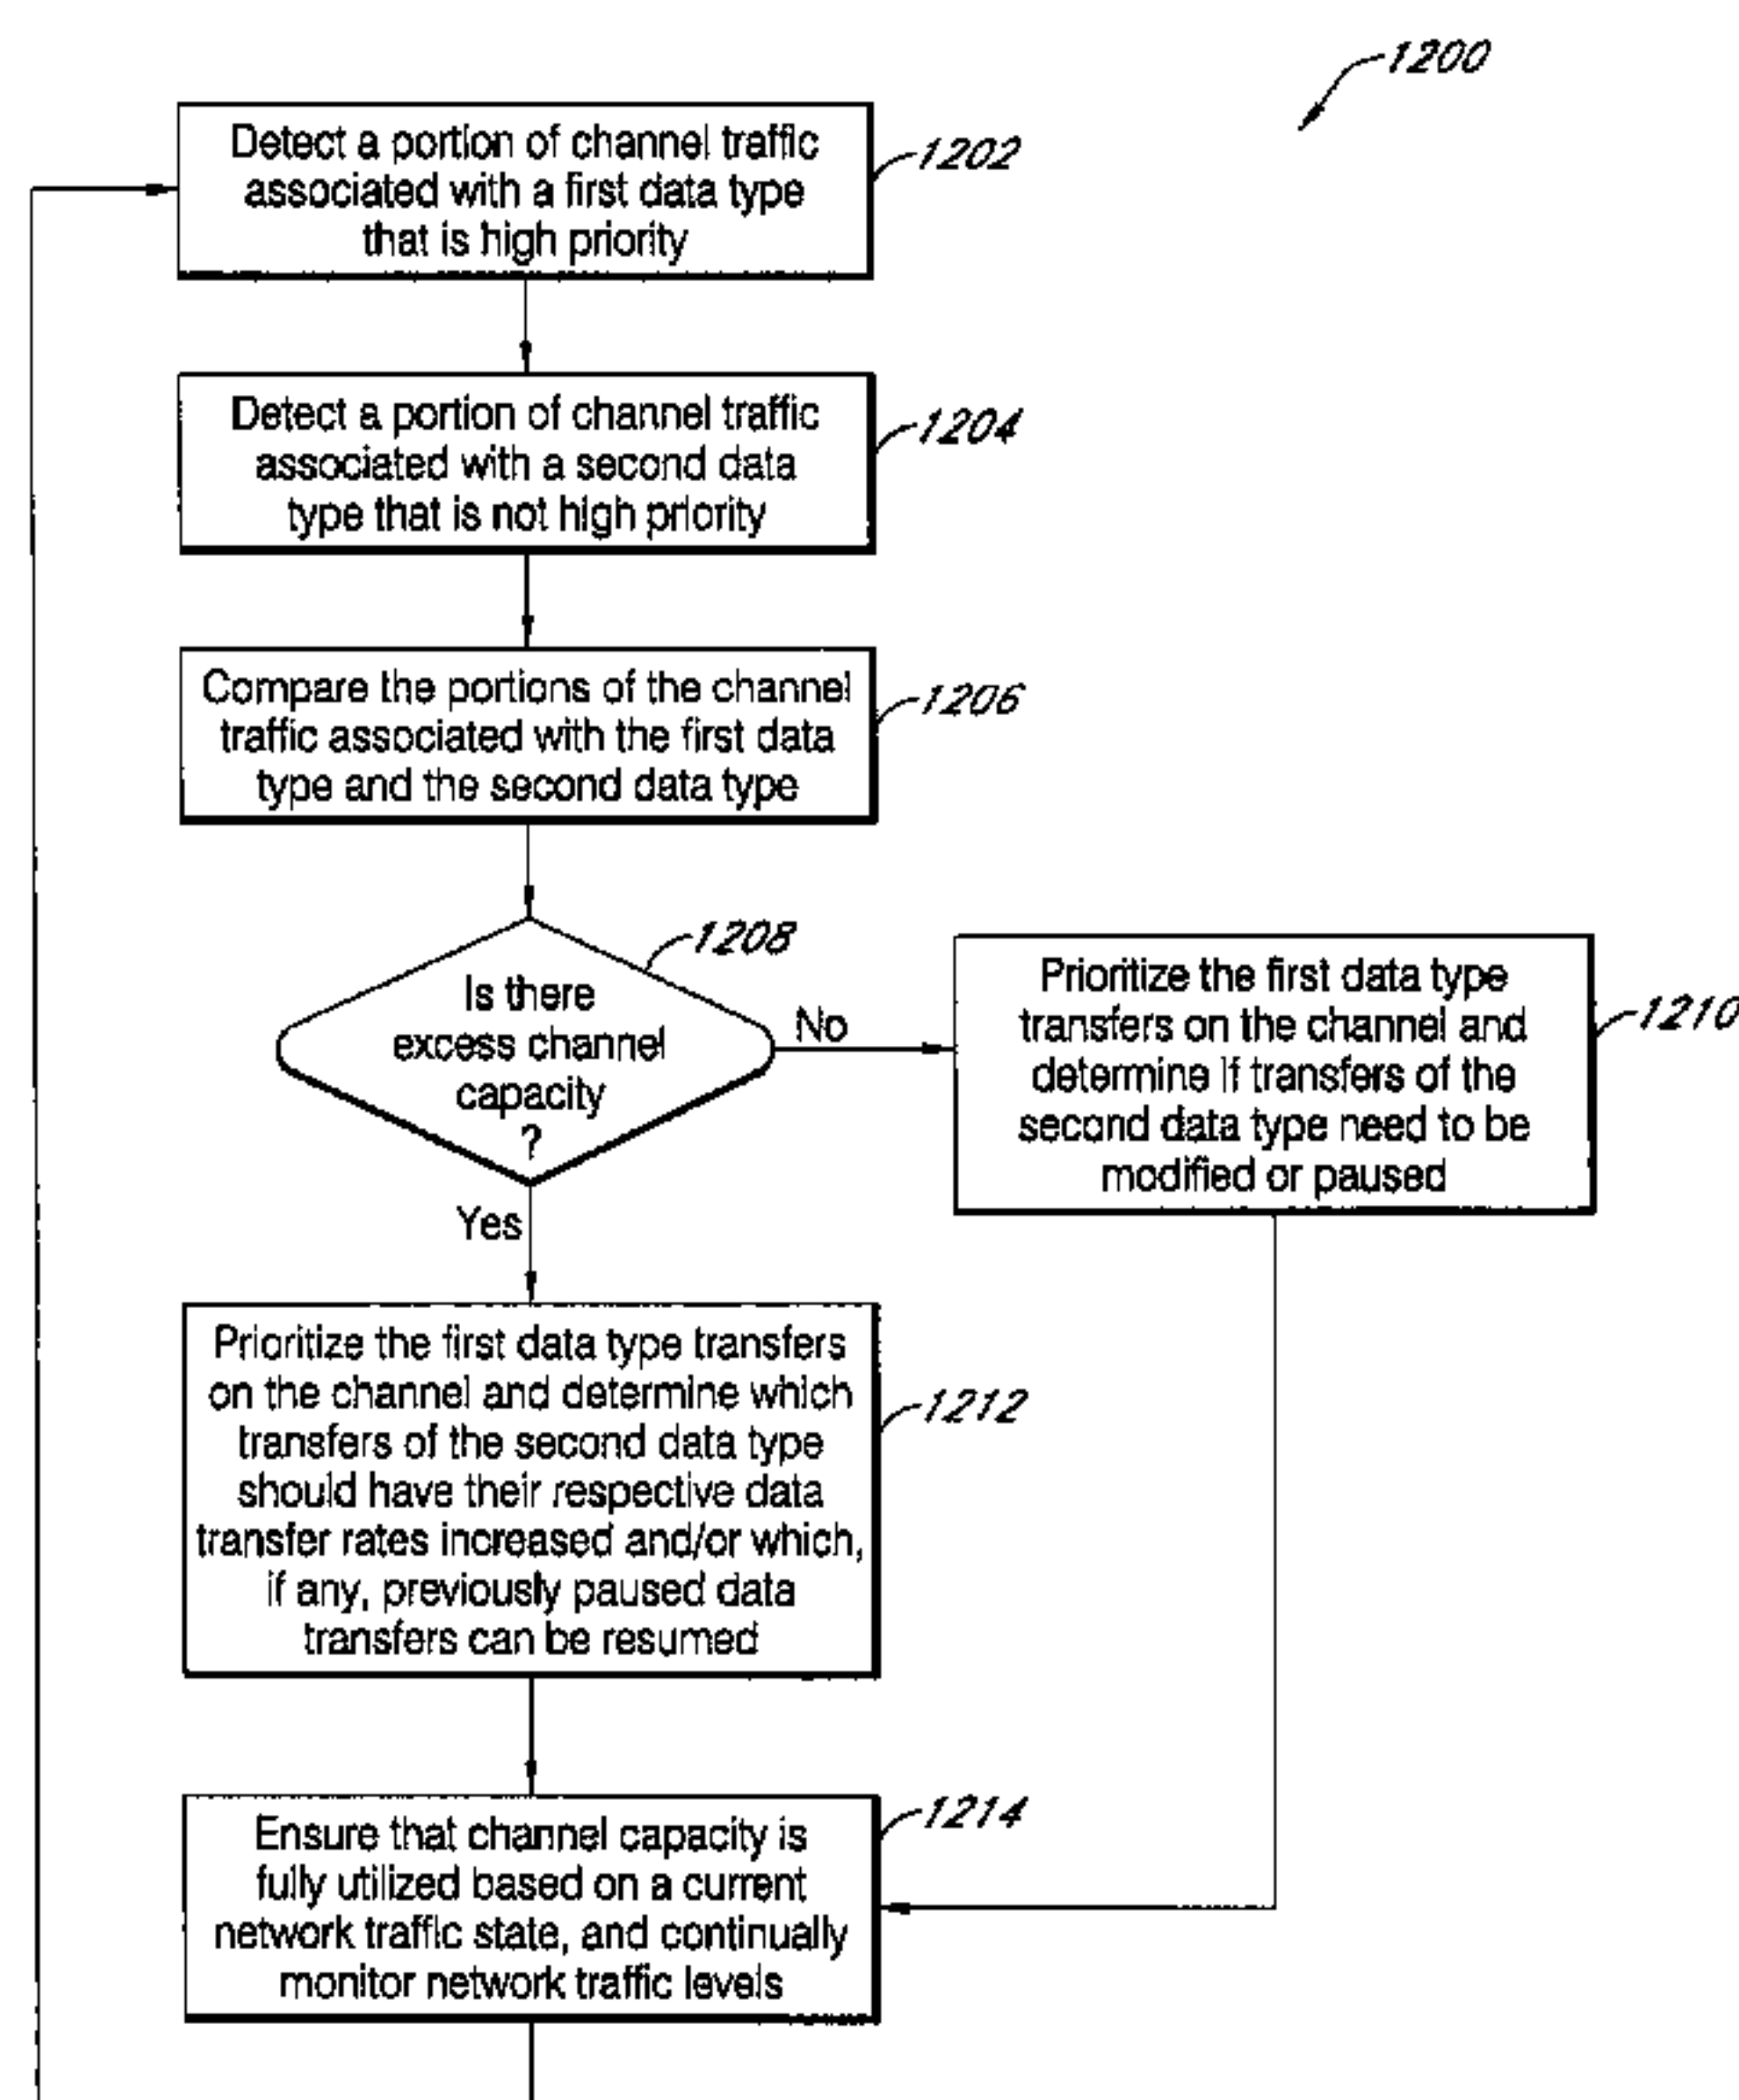 1200
Detect a portion of channel traffic
associated with a first data type
that is high priority
1202
Detect a portion of channel traffic
associated with a second data
type that is not high priority
1204
Compare the portions of the channel
traffic associated with the first data
type and the second data type
1206
1208
Is there
excess channel
capacity
?
No
Yes
Prioritize the first data type
transfers on the channel and
determine if transfers of the
second data type need to be
modified or paused
1210
Prioritize the first data type transfers
on the channel and determine which
transfers of the second data type
should have their respective data
transfer rates increased and/or which,
if any, previously paused data
transfers can be resumed
1212
Ensure that channel capacity is
fully utilized based on a current
network traffic state, and continually
monitor network traffic levels
1214